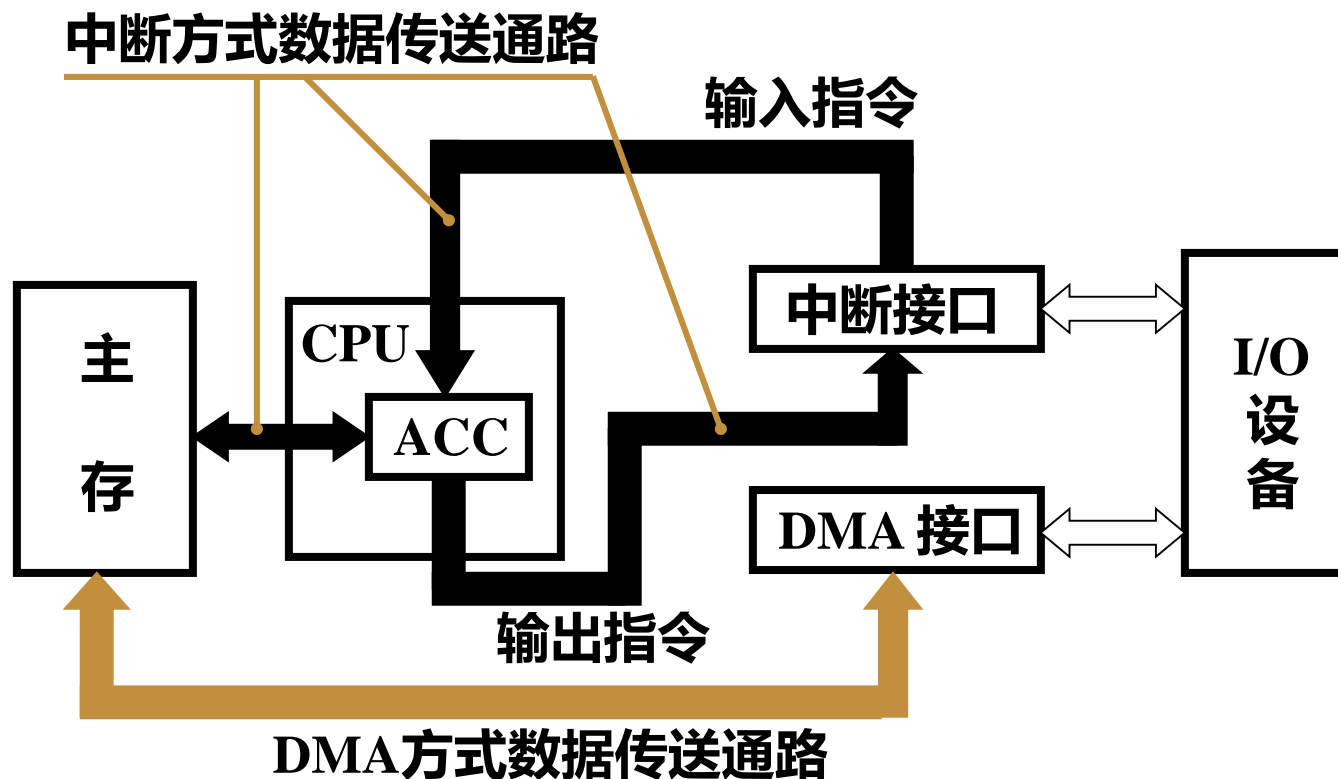 中断方式数据传送通路
输入指令
中断接口
CPU
主
存
I/O
设
备
ACC
DMA 接口
输出指令
DMA方式数据传送通路